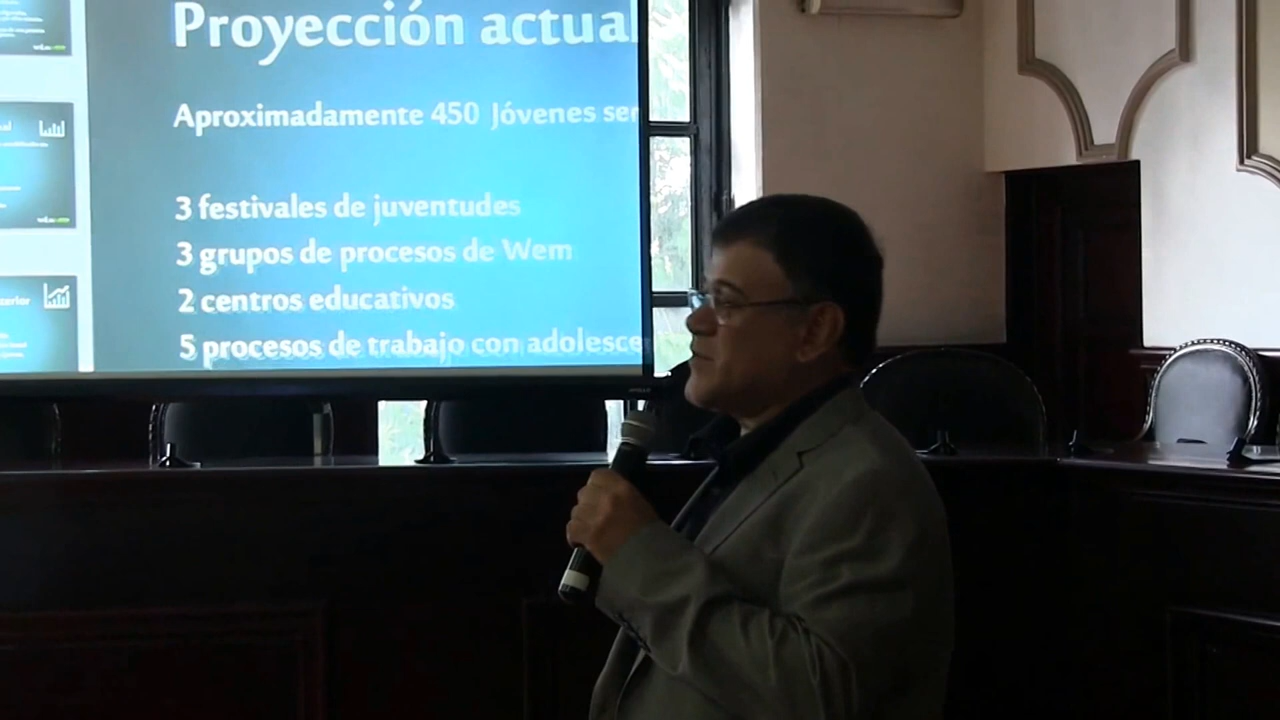 Proyección actual
Aproximadamente 450 Jóvenes ser
3 festivales de juventudes
3 grupos de procesos de Wem
2 centros educativos
5 procesos de trabajo con adolesce